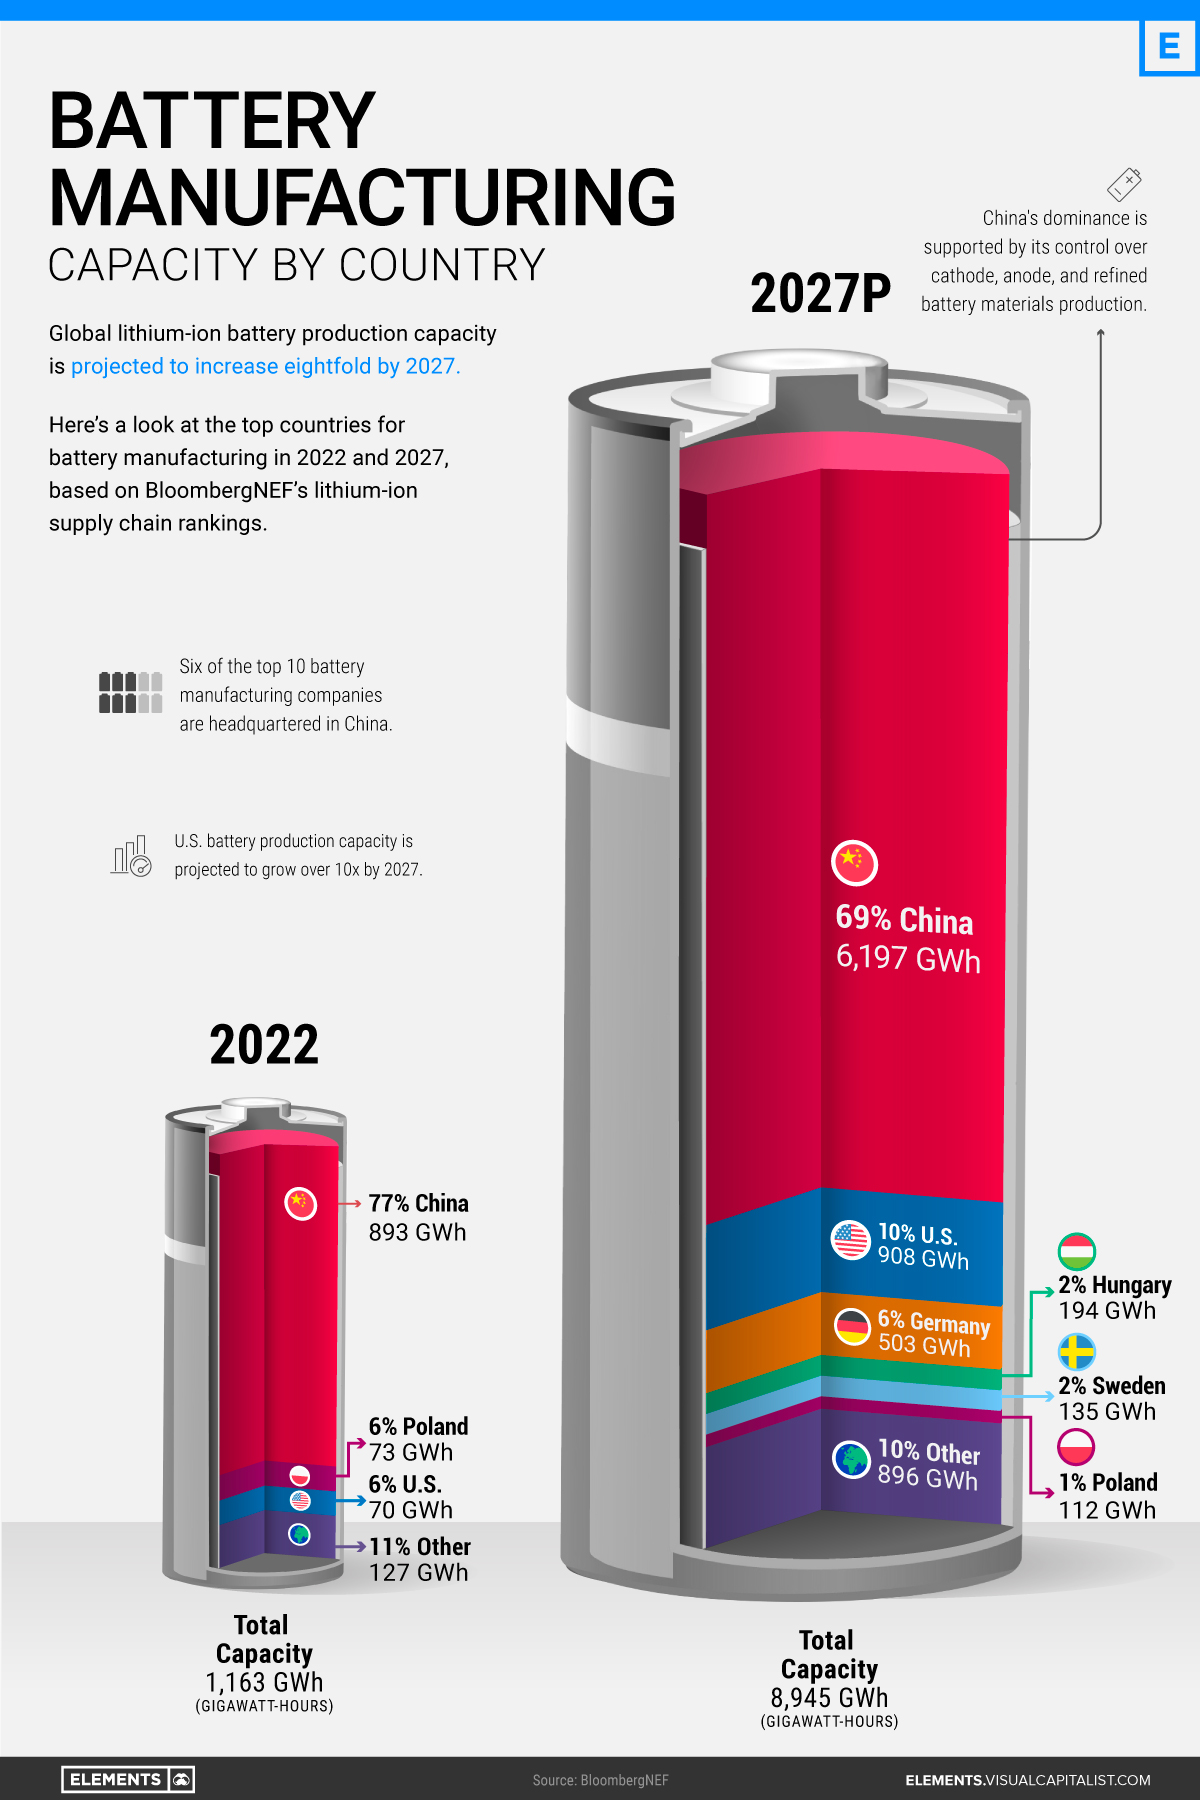 E
BATTERY
MANUFACTURING
CAPACITY BY COUNTRY
Global lithium-ion battery production capacity
is projected to increase eightfold by 2027.
Here's a look at the top countries for
battery manufacturing in 2022 and 2027,
based on BloombergNEF's lithium-ion
supply chain rankings.
China's dominance is
supported by its control over
cathode, anode, and refined
battery materials production.
Six of the top 10 battery
manufacturing companies
are headquartered in China.
U.S. battery production capacity is
projected to grow over 10x by 2027.
2022
77% China
893 GWh
6% Poland
73 GWh
6% U.S.
70 GWh
11% Other
127 GWh
Total
Capacity
1,163 GWh
(GIGAWATT-HOURS)
2027P
69% China
6,197 GWh
10% U.S.
908 GWh
6% Germany
503 GWh
2% Hungary
194 GWh
2% Sweden
135 GWh
1% Poland
112 GWh
10% Other
896 GWh
Total
Capacity
8,945 GWh
(GIGAWATT-HOURS)
ELEMENTS
Source: BloombergNEF
ELEMENTS.VISUALCAPITALIST.COM